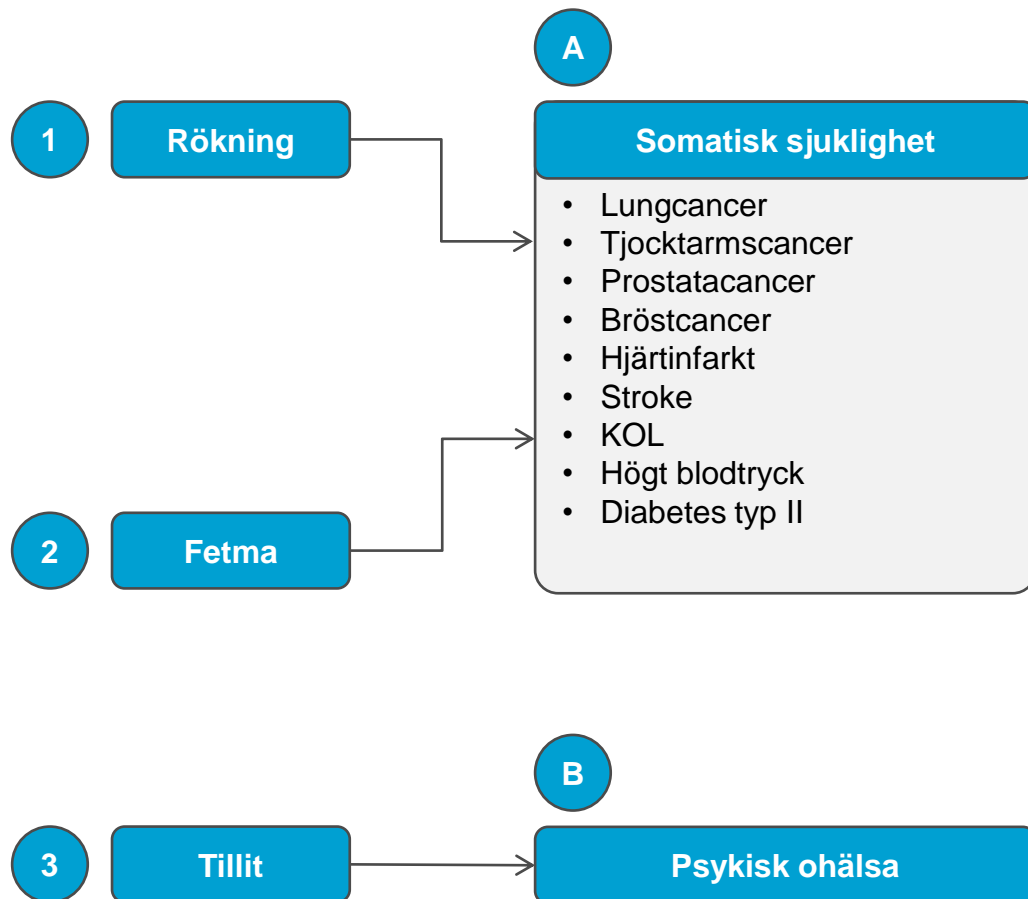 A
1
Rökning
Somatisk sjuklighet
• Lungcancer
• Tjocktarmscancer
• Prostatacancer
• Bröstcancer
• Hjärtinfarkt
• Stroke
• KOL
• Högt blodtryck
• Diabetes typ II
2
Fetma
B
3
Tillit
Psykisk ohälsa